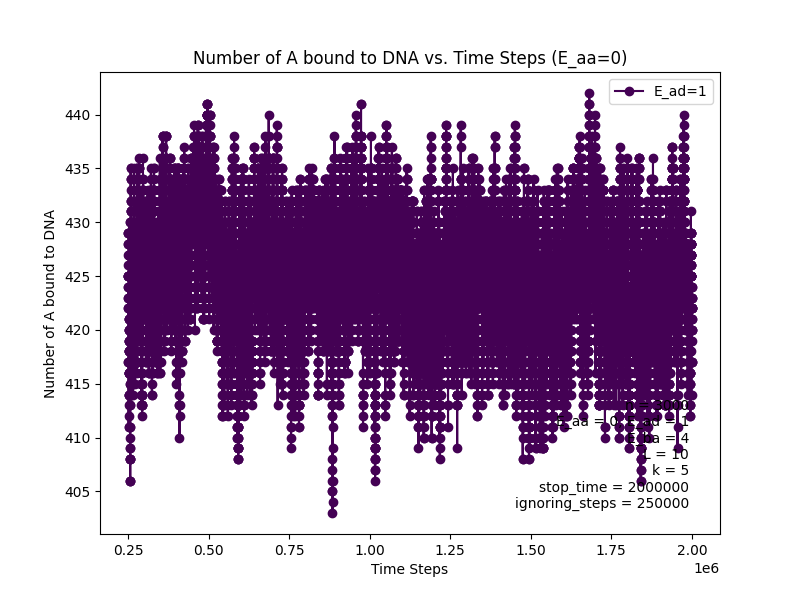 Number of A bound to DNA vs. Time Steps (E_aa=0)
E_ad=1
Number of A bound to DNA
440
435
430
425
420
415
410
405
= 1
= 4
= 10
k = 5
stop_time = 2000000
ignoring_steps = 250000
0.25
0.50
0.75
1.00
1.25
1.50
1.75
2.00
1e6
Time Steps